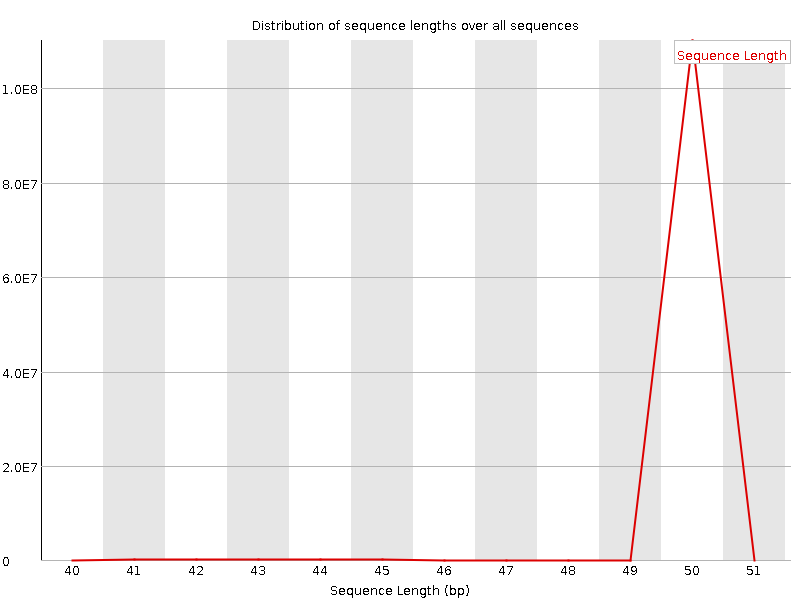 Distribution of sequence lengths over all sequences
Sequence Length
1.0E8
8.0E7
6.0E7
4.0E7
2.0E7
0
40 41 42 43 44 45 46 47 48 49 50 51
Sequence Length (bp)